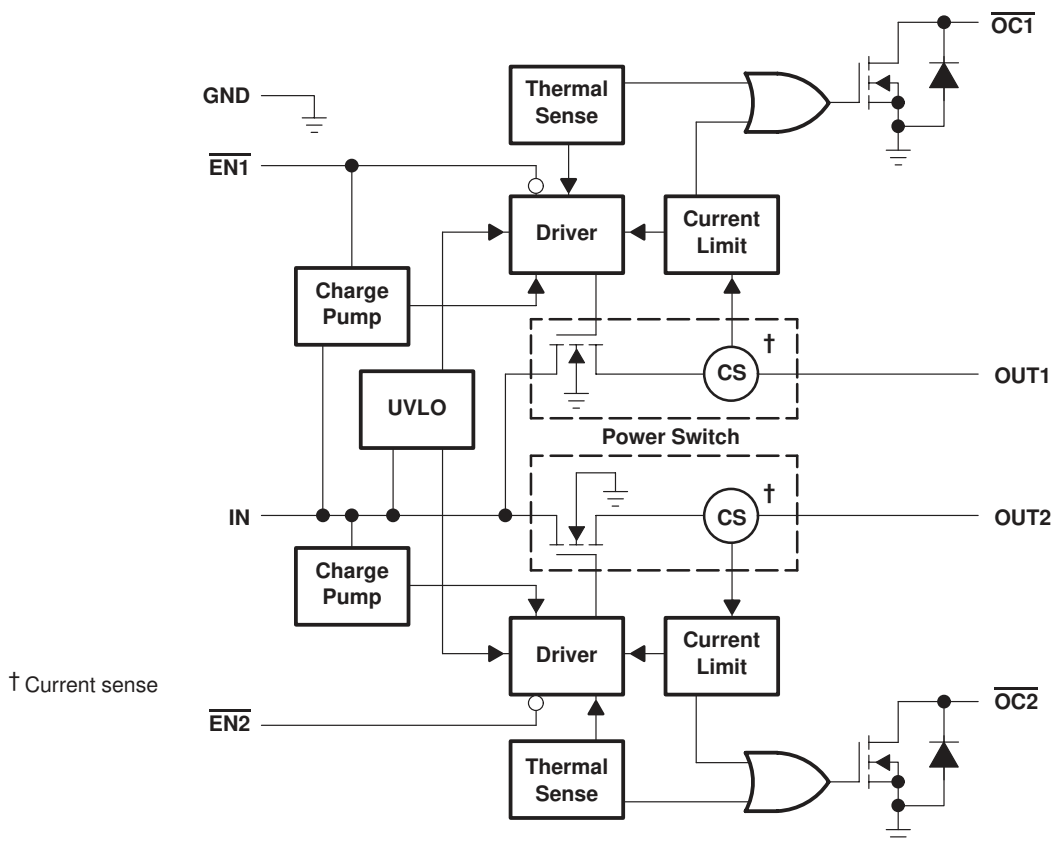 OC1
GND
Thermal
Sense
EN1
Driver
Current
Limit
Charge
Pump
†
CS
OUT1
UVLO
Power Switch
†
IN
CS
OUT2
Charge
Pump
Driver
Current
Limit
† Current sense
OC2
EN2
Thermal
Sense